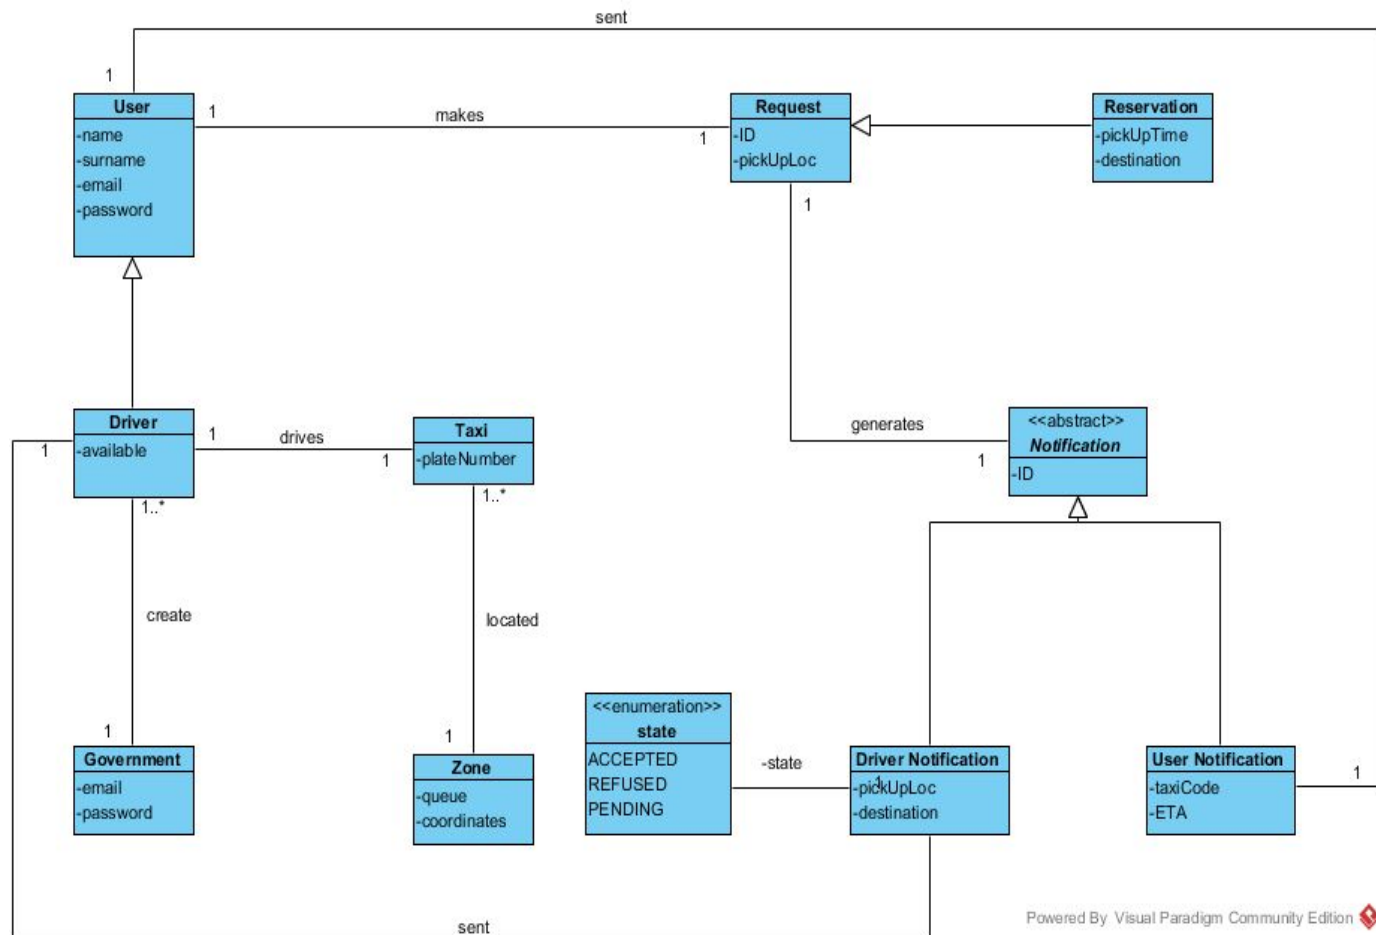 sent
1
User
-name
-surname
-email
-password
1
makes
1
Request
-ID
-pickUpLoc
1
Reservation
-pickUpTime
-destination
1
Driver
-available
1
drives
1
Taxi
-plateNumber
1..*
1..*
generates
1
<<abstract>>
Notification
-ID
create
located
1
Government
-email
-password
1
Zone
-queue
-coordinates
<<enumeration>>
state
ACCEPTED
REFUSED
PENDING
-state
Driver Notification
1
-pickUpLoc
-destination
User Notification
-taxiCode
-ETA
1
sent
Powered By Visual Paradigm Community Edition